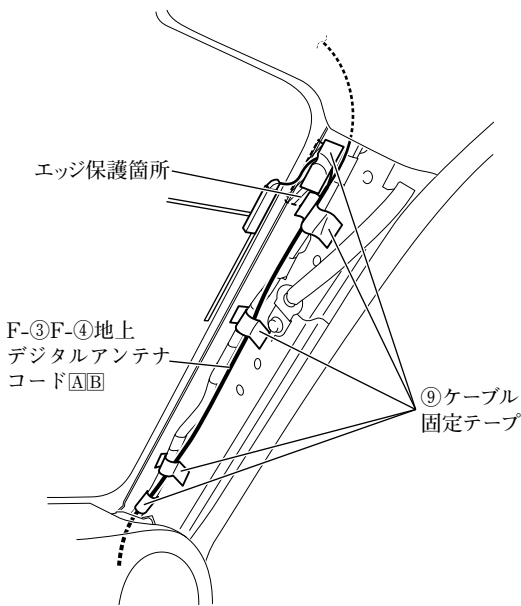 エッジ保護箇所
F-③F-④地上
デジタルアンテナ
コードAB
⑨ケーブル
固定テープ